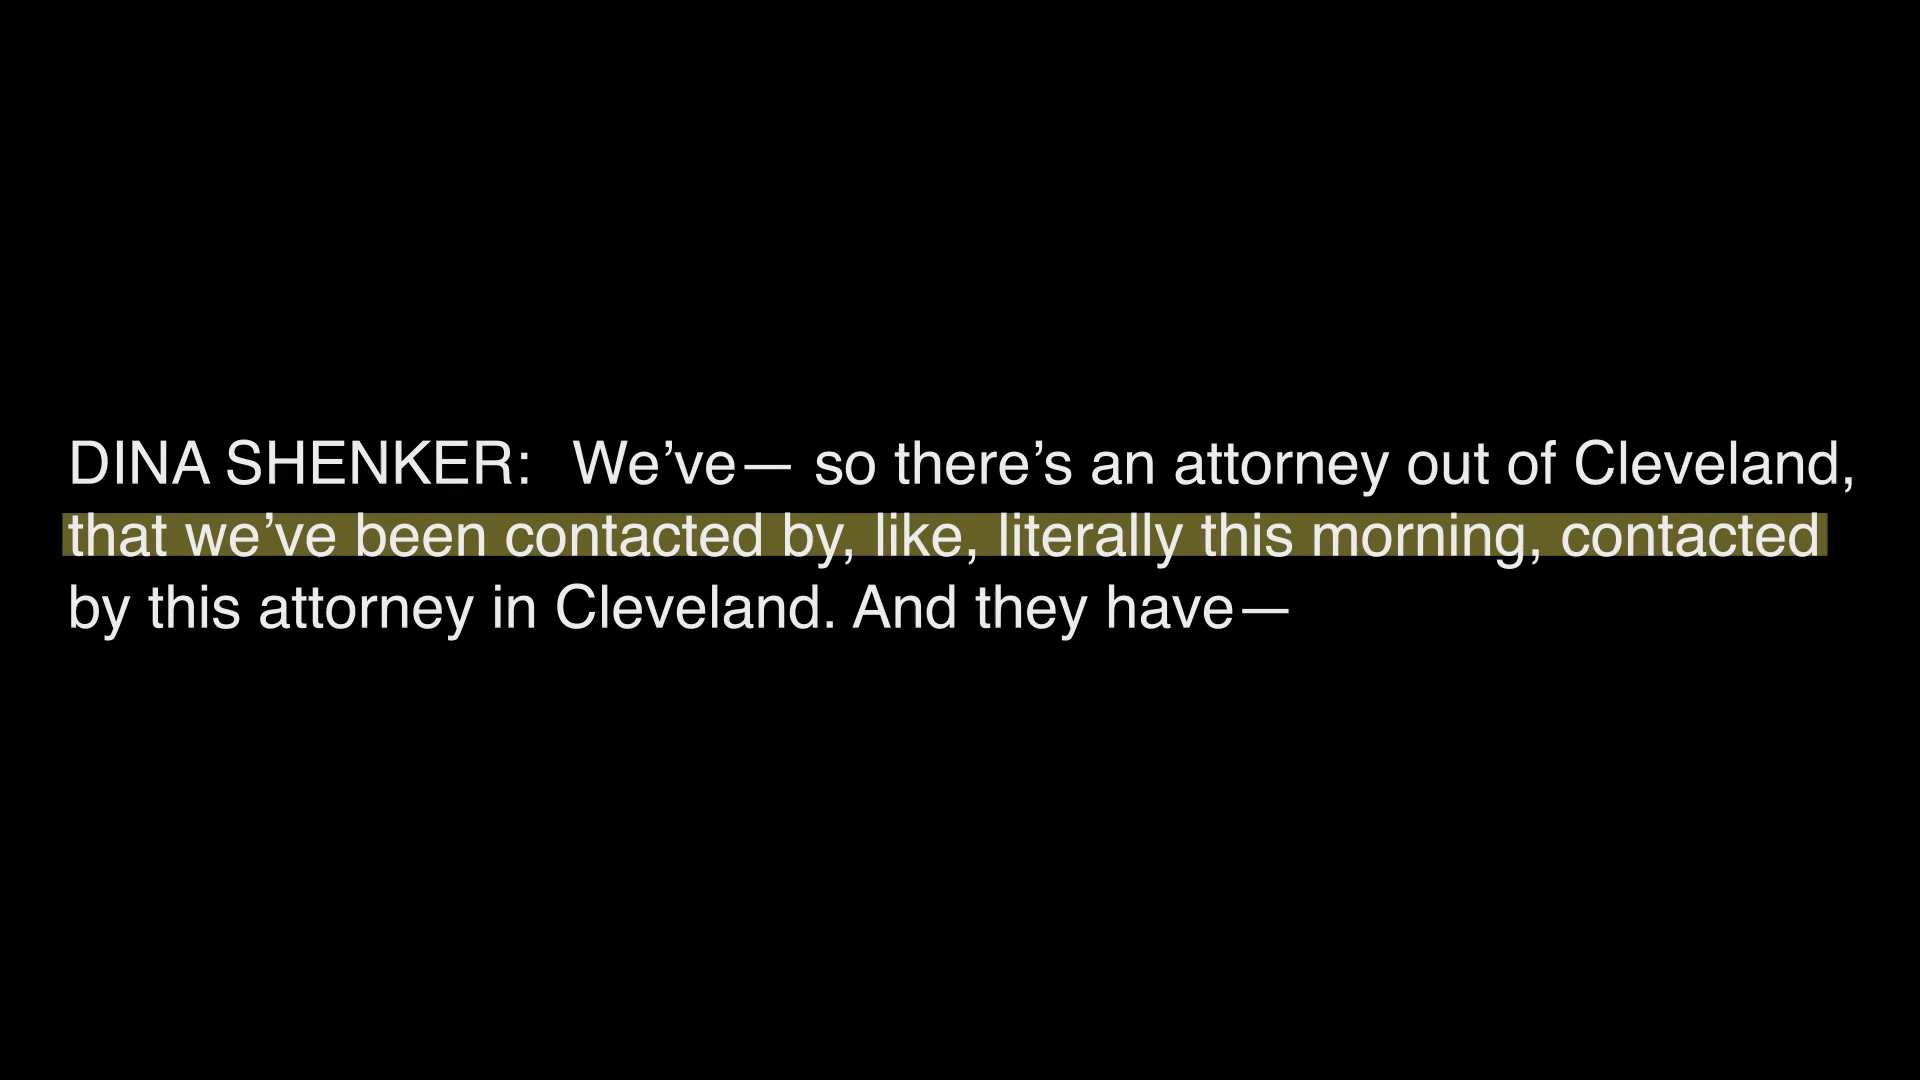 DINA SHENKER: We’ve— so there’s an attorney out of Cleveland,
that we’ve been contacted by, like, literally this morning, contacted
by this attorney in Cleveland. And they have—